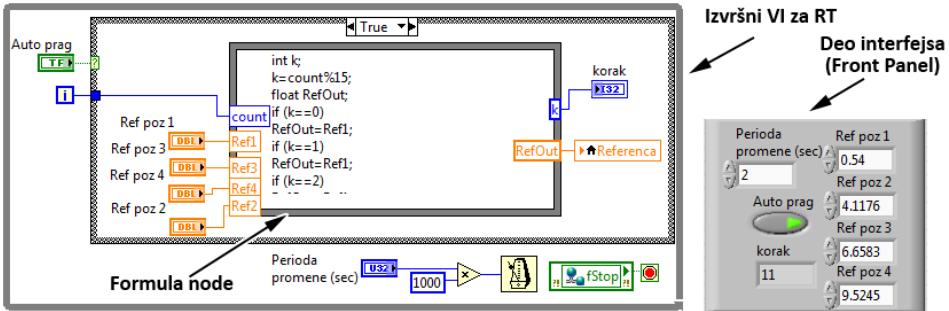 Izvršni VI za RT
Deo interfejsa
(Front Panel)
True
Auto prag
TF
?
i
int k;
k=count%15;
float RefOut;
if (k==0)
RefOut=Ref1;
if (k==1)
RefOut=Ref1;
if (k==2)
count
Ref1
Ref3
Ref4
Ref2
Ref poz 1
DBL
Ref poz 3
DBL
Ref poz 4
DBL
Ref poz 2
DBL
korak
k
I32
RefOut
Referenca
Formula node
Perioda
promene (sec)
U32
1000
×
fStop
Perioda
promene (sec)
2
Auto prag
korak
11
Ref poz 1
0.54
Ref poz 2
4.1176
Ref poz 3
6.6583
Ref poz 4
9.5245